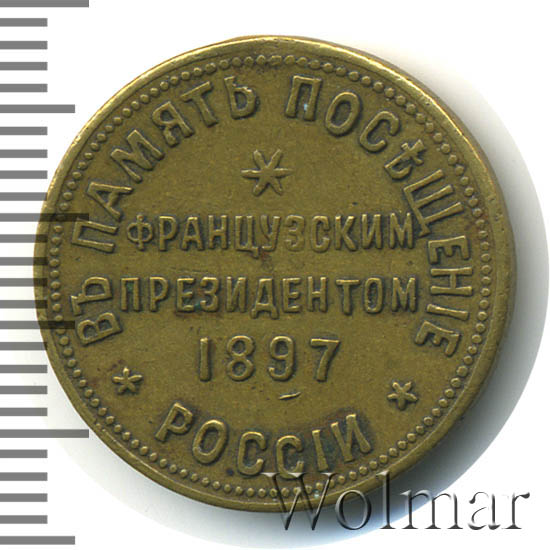 ВЪ ПАМЯТЬ ПОСѢЩЕНІЕ
ФРАНЦУЗСКИМ
ПРЕЗИДЕНТОМ
1897
РОССІИ
Wolmar